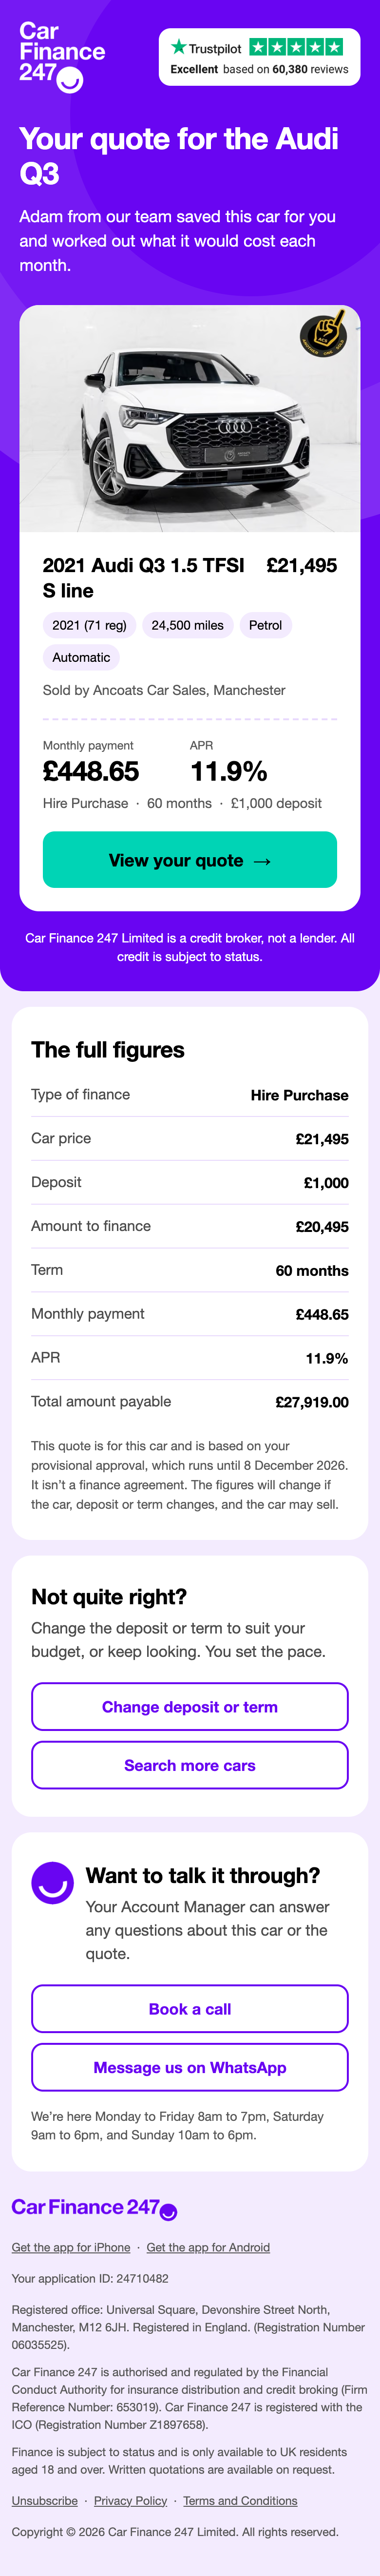 Car
Finance
247
Trustpilot
Excellent based on 60,380 reviews
Your quote for the Audi
Q3
Adam from our team saved this car for you
and worked out what it would cost each
month.
2021 Audi Q3 1.5 TFSI £21,495
S line
2021 (71 reg) 24,500 miles Petrol
Automatic
Sold by Ancoats Car Sales, Manchester
Monthly payment APR
£448.65 11.9%
Hire Purchase · 60 months · £1,000 deposit
View your quote →
Car Finance 247 Limited is a credit broker, not a lender. All
credit is subject to status.
The full figures
Type of finance Hire Purchase
Car price £21,495
Deposit £1,000
Amount to finance £20,495
Term 60 months
Monthly payment £448.65
APR 11.9%
Total amount payable £27,919.00
This quote is for this car and is based on your
provisional approval, which runs until 8 December 2026.
It isn’t a finance agreement. The figures will change if
the car, deposit or term changes, and the car may sell.
Not quite right?
Change the deposit or term to suit your
budget, or keep looking. You set the pace.
Change deposit or term
Search more cars
Want to talk it through?
Your Account Manager can answer
any questions about this car or the
quote.
Book a call
Message us on WhatsApp
We’re here Monday to Friday 8am to 7pm, Saturday
9am to 6pm, and Sunday 10am to 6pm.
Car Finance 247
Get the app for iPhone · Get the app for Android
Your application ID: 24710482
Registered office: Universal Square, Devonshire Street North,
Manchester, M12 6JH. Registered in England. (Registration Number
06035525).
Car Finance 247 is authorised and regulated by the Financial
Conduct Authority for insurance distribution and credit broking (Firm
Reference Number: 653019). Car Finance 247 is registered with the
ICO (Registration Number Z1897658).
Finance is subject to status and is only available to UK residents
aged 18 and over. Written quotations are available on request.
Unsubscribe · Privacy Policy · Terms and Conditions
Copyright © 2026 Car Finance 247 Limited. All rights reserved.